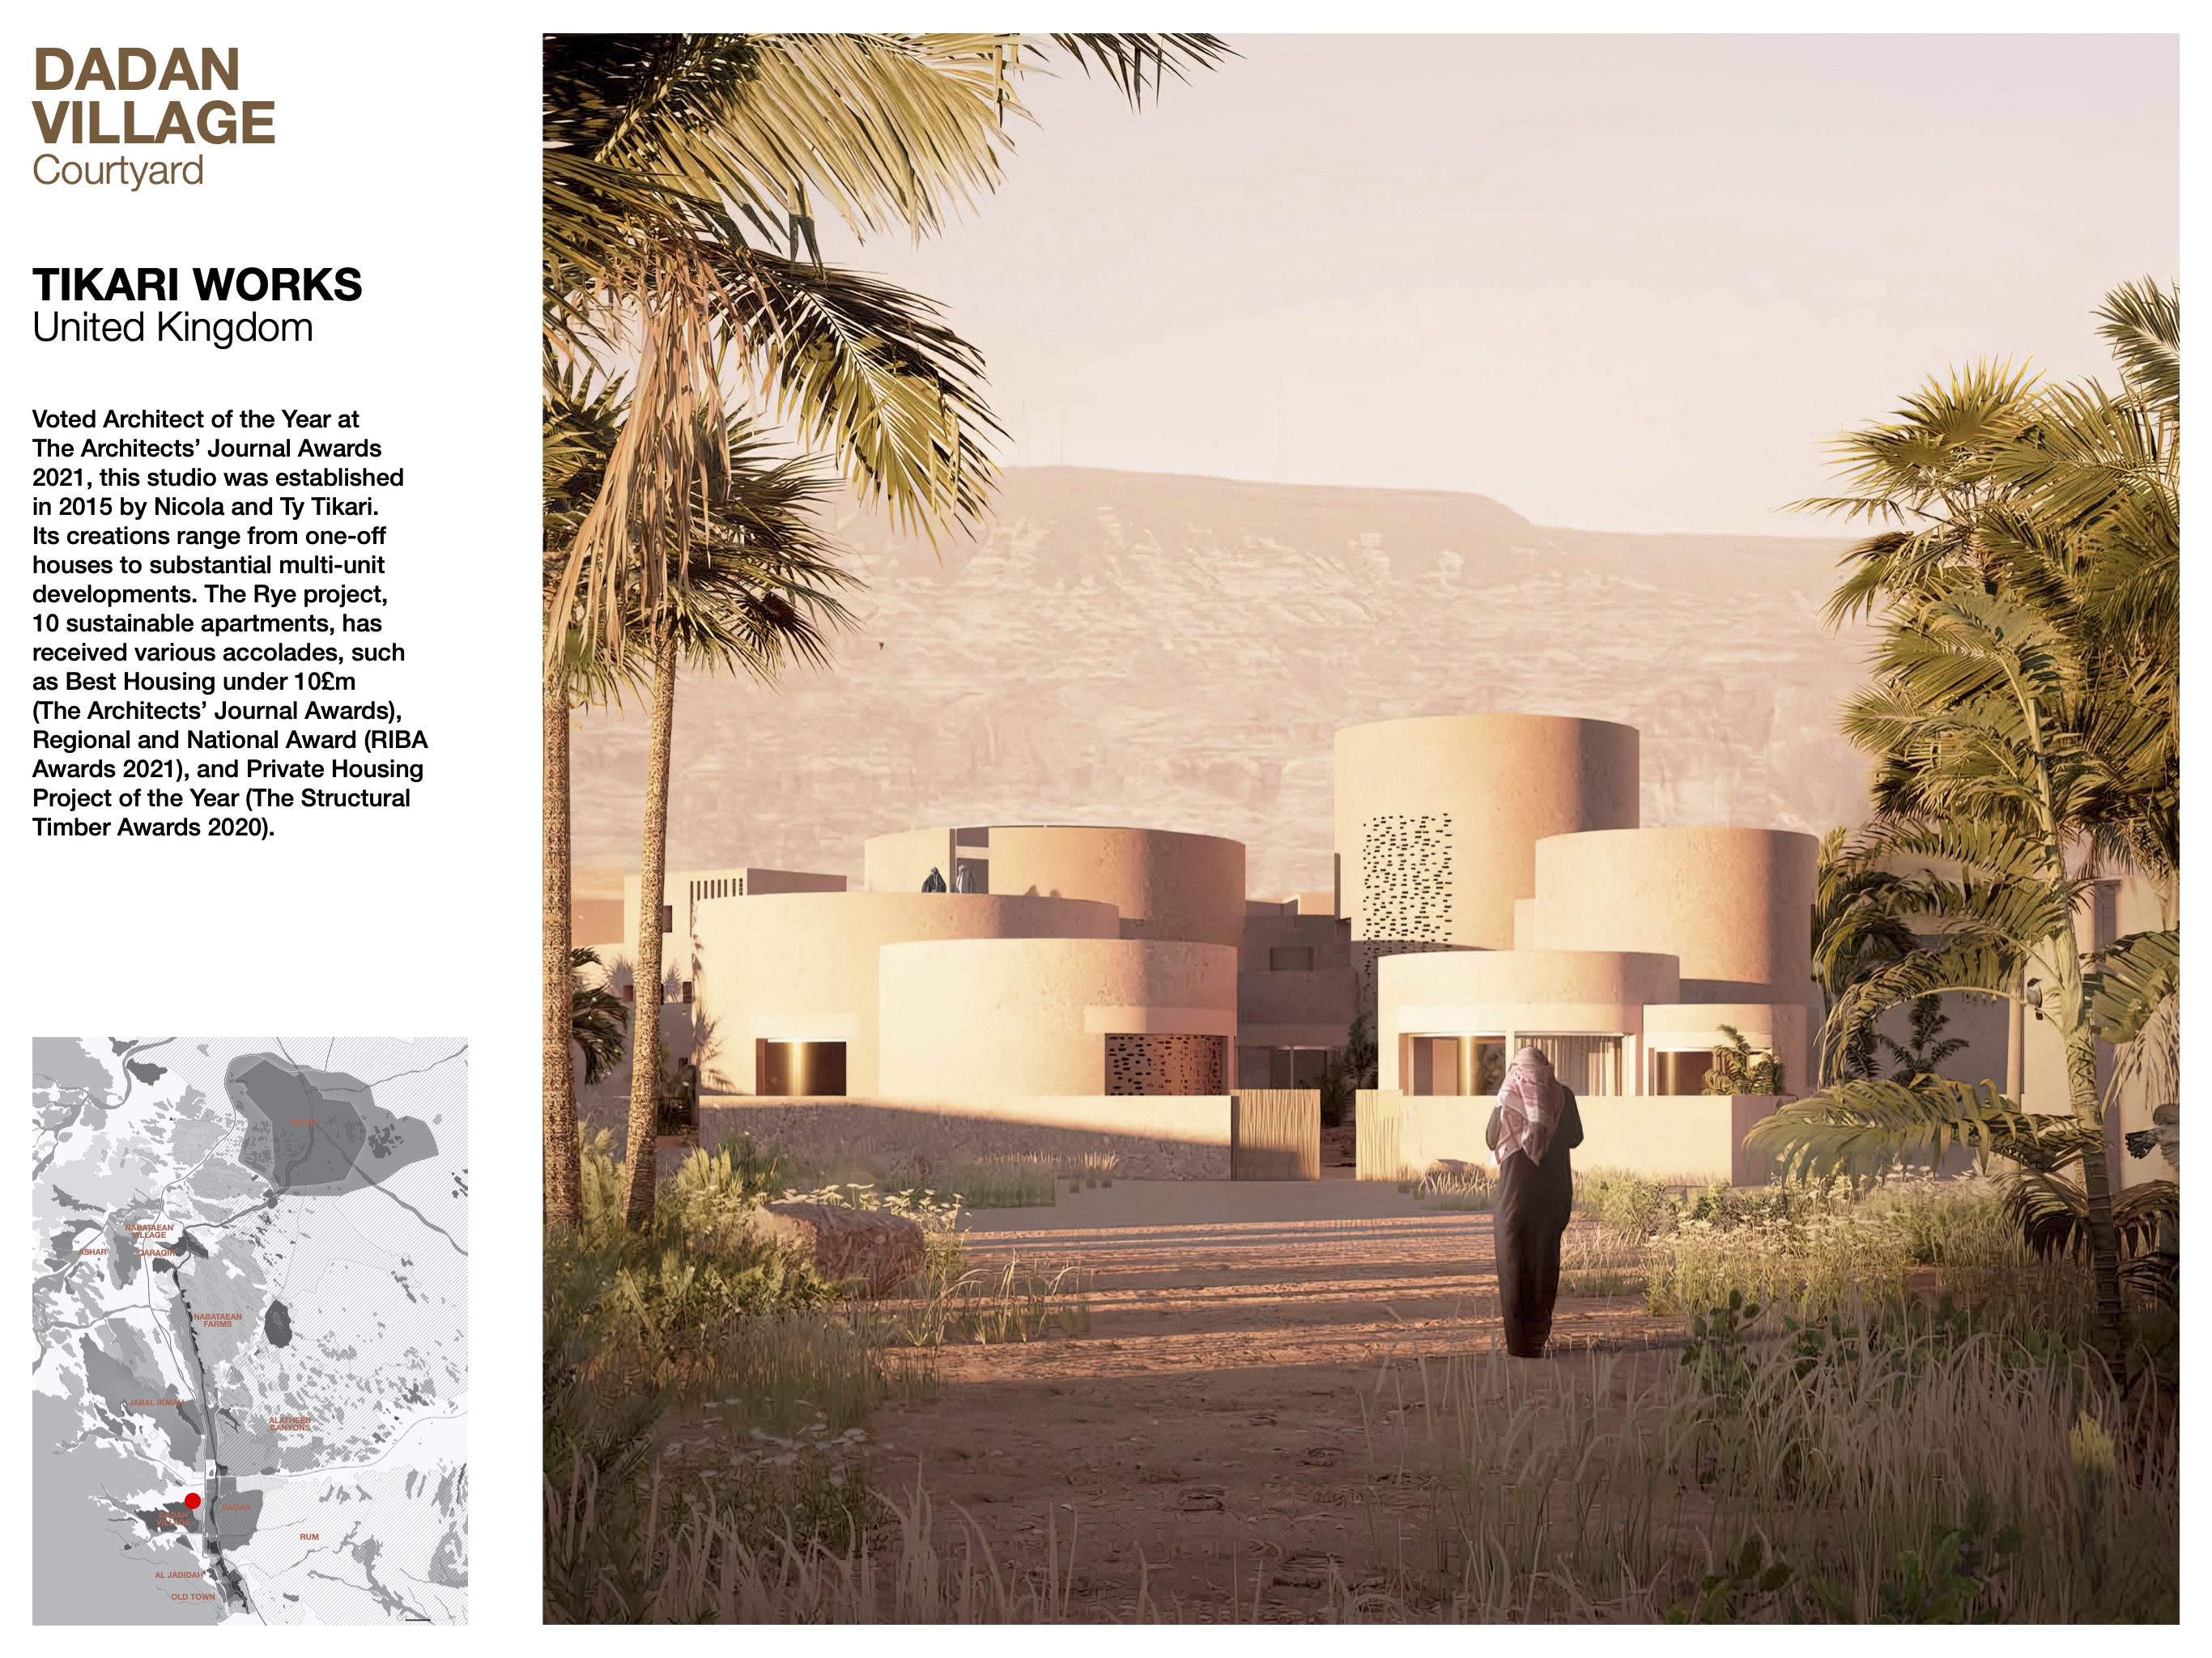 DADAN
VILLAGE
Courtyard
TIKARI WORKS
United Kingdom
Voted Architect of the Year at
The Architects’ Journal Awards
2021, this studio was established
in 2015 by Nicola and Ty Tikari.
Its creations range from one-off
houses to substantial multi-unit
developments. The Rye project,
10 sustainable apartments, has
received various accolades, such
as Best Housing under 10£m
(The Architects’ Journal Awards),
Regional and National Award (RIBA
Awards 2021), and Private Housing
Project of the Year (The Structural
Timber Awards 2020).
NABATAEAN
VILLAGE
ASHAR
QARAQIR
NABATAEAN
FARMS
JABAL IKMAH
ALATHEEB
CANYONS
DADAN
DADAN
VILLAGE
RUM
AL JADIDAH
OLD TOWN